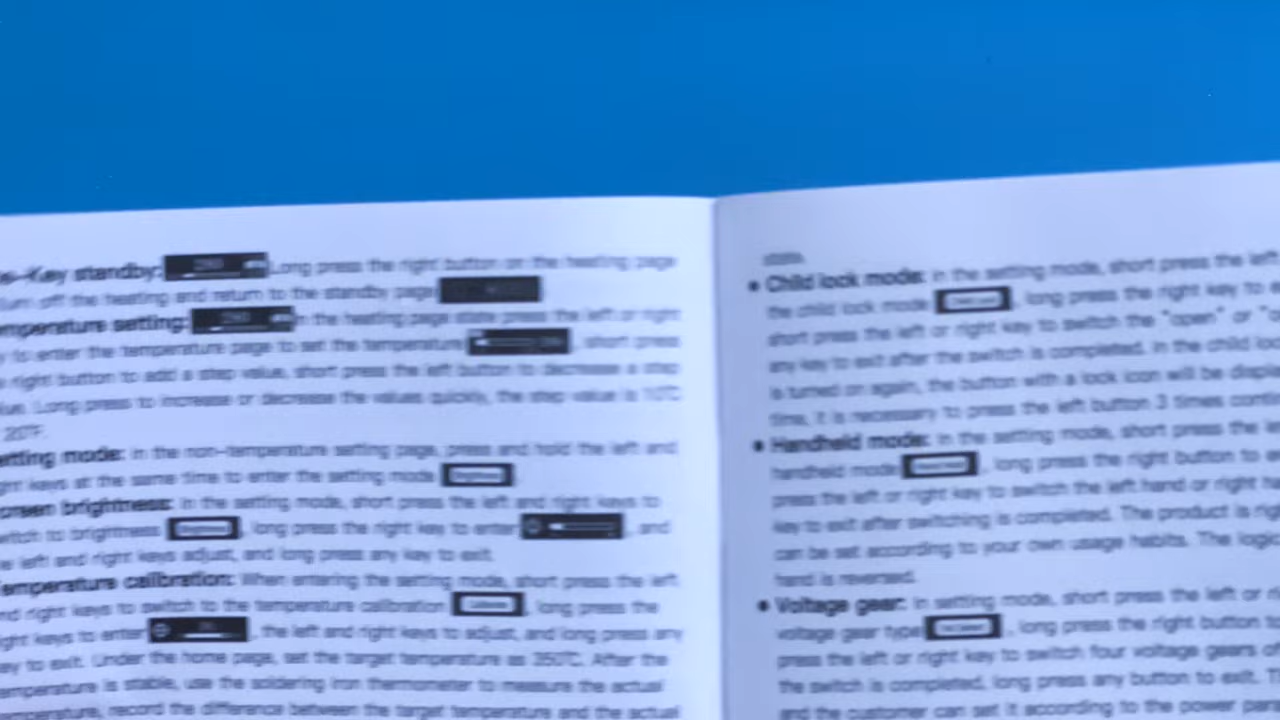 standby: Long press the right button on the heating page
turn off the heating and return to the standby page
temperature setting: in the heating page state press the left or right
to enter the temperature page to set the temperature , short press
right button to add a step value, short press the left button to decrease a step
Long press to increase or decrease the values quickly, the step value is 10°C
20°F.
setting mode: in the non-temperature setting page, press and hold the left and
keys at the same time to enter the setting mode
screen brightness: in the setting mode, short press the left and right keys to
switch to brightness , long press the right key to enter , and
left and right keys adjust, and long press any key to exit.
temperature calibration: When entering the setting mode, short press the left
and right keys to switch to the temperature calibration , long press the
keys to enter , the left and right keys to adjust, and long press any
key to exit. Under the home page, set the target temperature as 350°C. After the
temperature is stable, use the soldering iron thermometer to measure the actual
temperature, record the difference between the target temperature and the actual
• Child lock mode: in the setting mode, short press the left
the child lock mode , long press the right key to
short press the left or right key to switch the "open" or
any key to exit after the switch is completed. In the child
is turned on again, the button with a lock icon will be
time, it is necessary to press the left button 3 times
• Handheld mode: in the setting mode, short press the
handheld mode , long press the right button to
press the left or right key to switch the left hand or right
key to exit after switching is completed. The product is
can be set according to your own usage habits. The
hand is reversed.
• Voltage gear: in setting mode, short press the left or
voltage gear type , long press the right button to
press the left or right key to switch four voltage gears
the switch is completed, long press any button to exit.
and the customer can set it according to the power